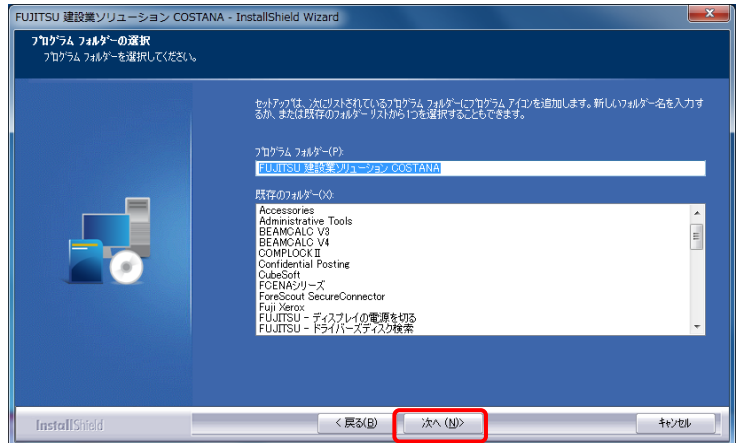 FUJITSU 建設業ソリューション COSTANA - InstallShield Wizard
プログラム フォルダーの選択
プログラム フォルダーを選択してください。
セットアップは、次にリストされているプログラム フォルダーにプログラム アイコンを追加します。新しいフォルダー名を入力す
るか、または既存のフォルダー リストから1つを選択することもできます。
プログラム フォルダー(P):
FUJITSU 建設業ソリューション COSTANA
既存のフォルダー(X):
Accessories
Administrative Tools
BEAMCALC V3
BEAMCALC V4
COMPLOCKⅡ
Confidential Posting
CubeSoft
FCENAシリーズ
ForeScout SecureConnector
Fuji Xerox
FUJITSU - ディスプレイの電源を切る
FUJITSU - ドライバーズディスク検索
InstallShield
< 戻る(B)
次へ (N)>
キャンセル